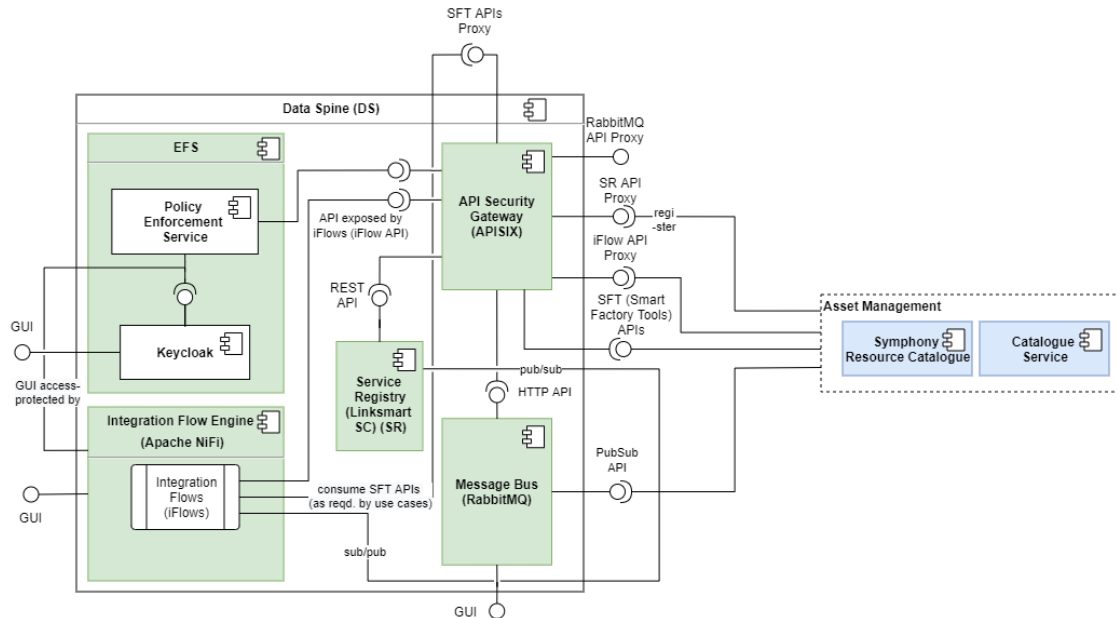 SFT APIs
Proxy
Data Spine (DS)
EFS
Policy
Enforcement
Service
Keycloak
GUI
GUI access-
protected by
Integration Flow Engine
(Apache NiFi)
Integration
Flows
(iFlows)
GUI
API exposed by
iFlows (iFlow API)
REST
API
Service
Registry
(Linksmart
SC) (SR)
pub/sub
consume SFT APIs
(as reqd. by use cases)
sub/pub
API Security
Gateway
(APISIX)
HTTP API
Message Bus
(RabbitMQ)
GUI
RabbitMQ
API Proxy
SR API
Proxy
regi
-ster
iFlow API
Proxy
SFT (Smart
Factory Tools)
APIs
PubSub
API
Asset Management
Symphony
Resource Catalogue
Catalogue
Service